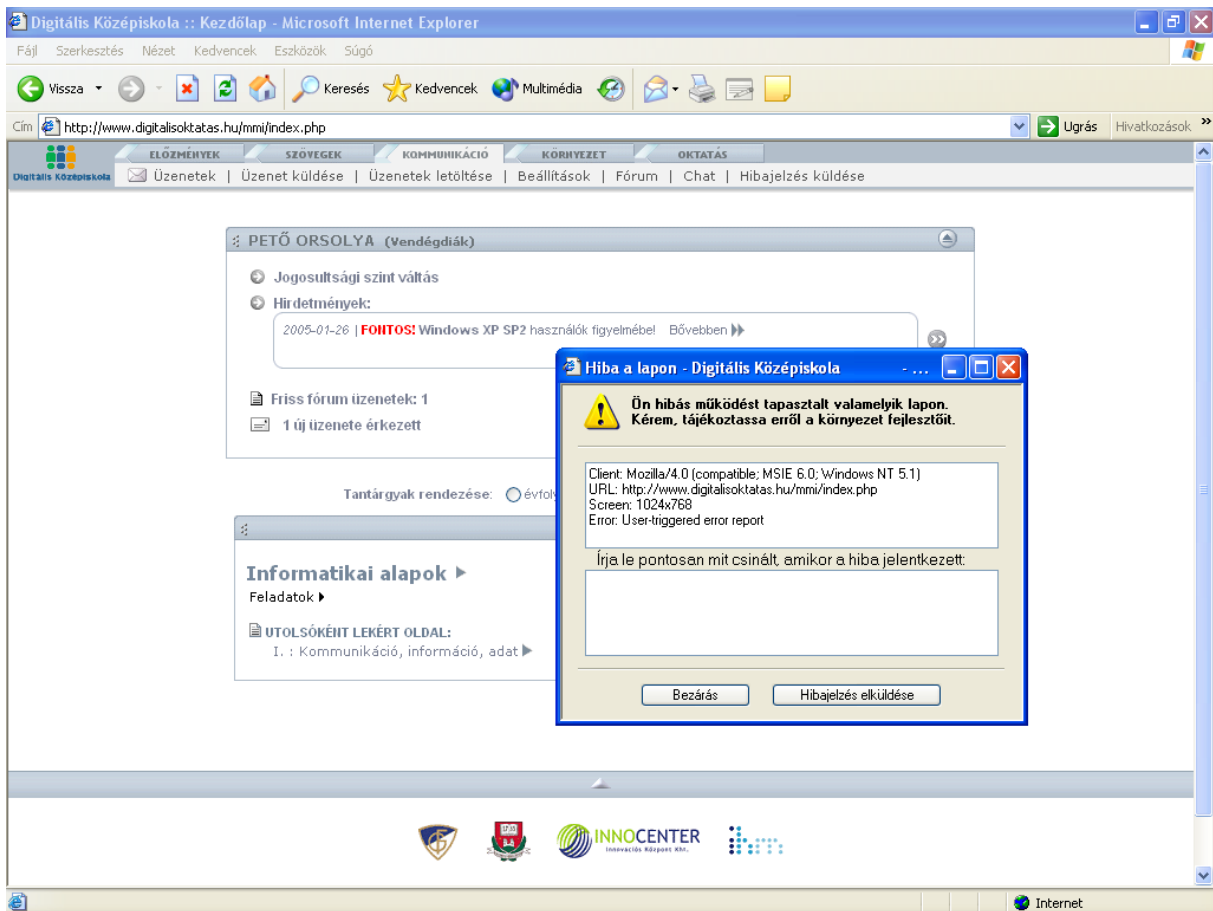 Digitális Középiskola :: Kezdőlap - Microsoft Internet Explorer
Fájl Szerkesztés Nézet Kedvencek Eszközök Súgó
Vissza Keresés Kedvencek Multimédia
Cím http://www.digitalisoktatas.hu/mmi/index.php Ugrás Hivatkozások »
ELŐZMÉNYEK SZÖVEGEK KOMMUNIKÁCIÓ KÖRNYEZET OKTATÁS
Digitális Középiskola Üzenetek | Üzenet küldése | Üzenetek letöltése | Beállítások | Fórum | Chat | Hibajelzés küldése
PETŐ ORSOLYA (Vendégdiák)
Jogosultsági szint váltás
Hirdetmények:
2005-01-26 | FONTOS! Windows XP SP2 használók figyelmébe! Bővebben
Friss fórum üzenetek: 1
1 új üzenete érkezett
Tantárgyak rendezése: évfoly
Informatikai alapok
Feladatok
UTOLSÓKÉNT LEKÉRT OLDAL:
I. : Kommunikáció, információ, adat
Hiba a lapon - Digitális Középiskola - ...
Ön hibás működést tapasztalt valamelyik lapon.
Kérem, tájékoztassa erről a környezet fejlesztőit.
Client: Mozilla/4.0 (compatible; MSIE 6.0; Windows NT 5.1)
URL: http://www.digitalisoktatas.hu/mmi/index.php
Screen: 1024x768
Error: User-triggered error report
Írja le pontosan mit csinált, amikor a hiba jelentkezett:
Bezárás Hibajelzés elküldése
INNOCENTER
Innovációs Központ Kht.
ihm
Internet